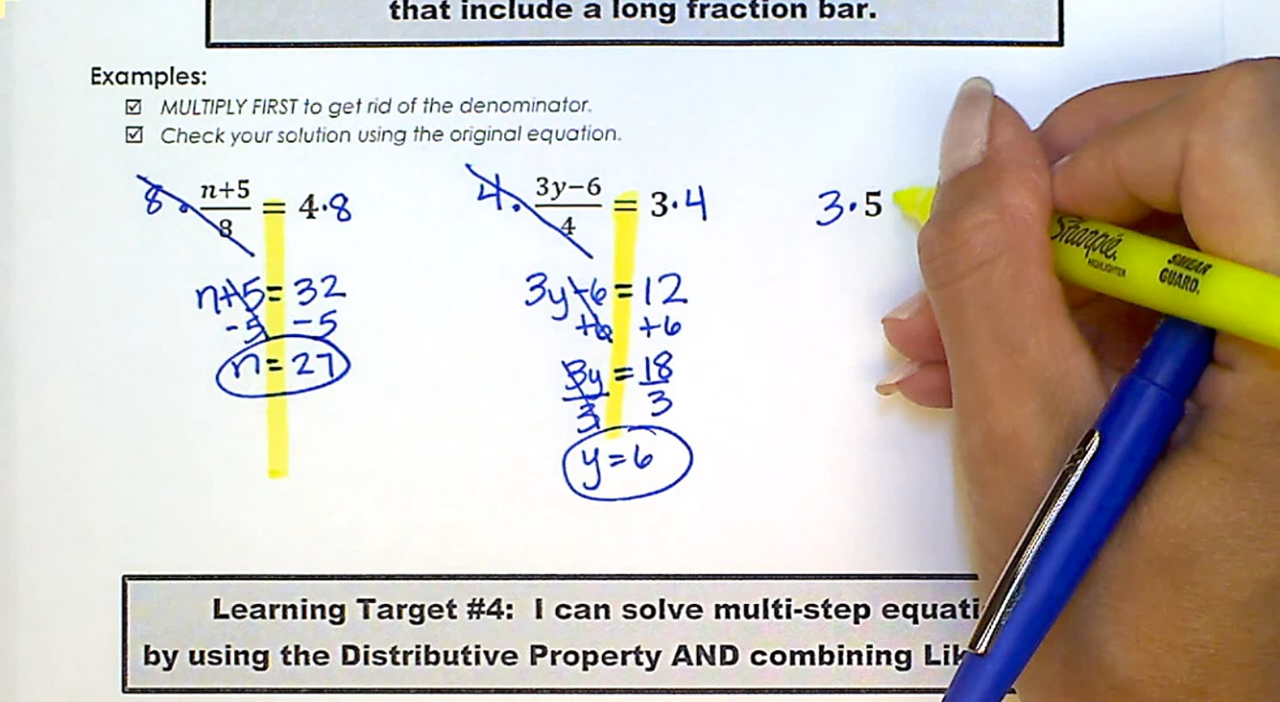 that include a long fraction bar.
Examples:
☑ MULTIPLY FIRST to get rid of the denominator.
☑ Check your solution using the original equation.
8 · (n+5)/8 = 4·8
n+5 = 32
-5 -5
n = 27
4 · (3y−6)/4 = 3·4
3y-6 = 12
+6 +6
3y/3 = 18/3
y = 6
3·5
Sharpie
HIGHLIGHTER
SMEAR
GUARD.
Learning Target #4: I can solve multi-step equati
by using the Distributive Property AND combining Lik